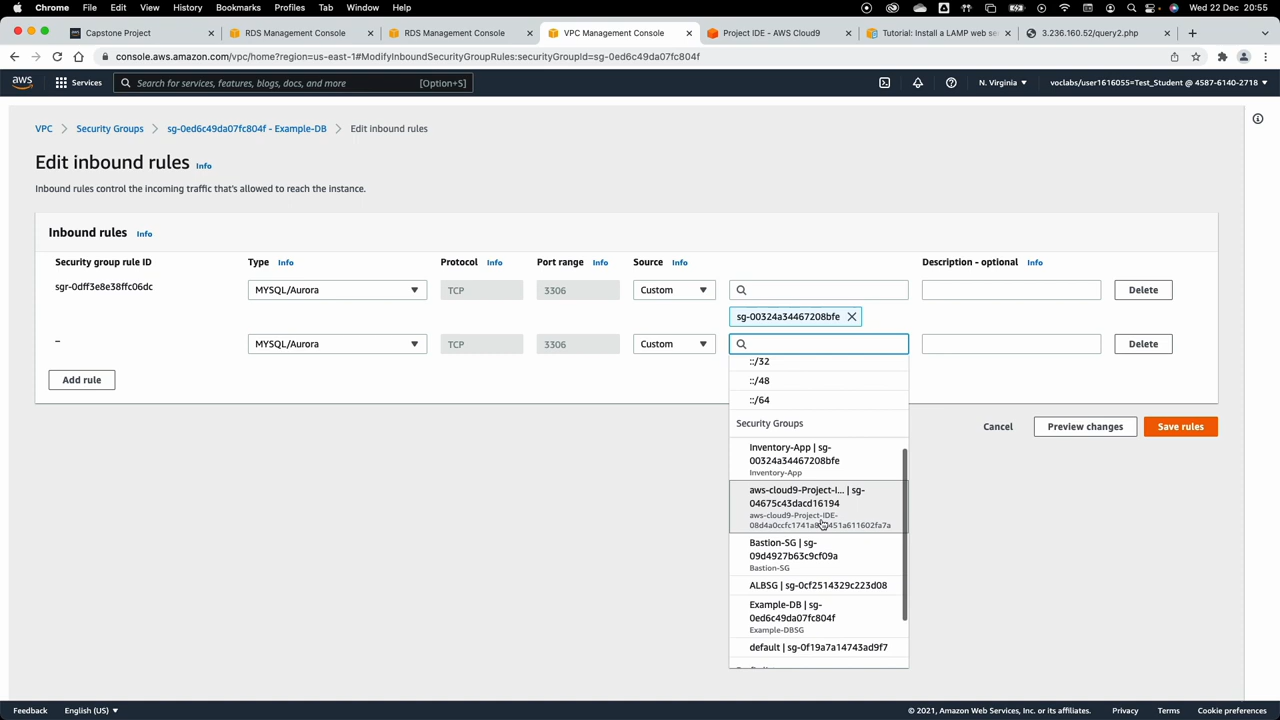 Chrome File Edit View History Bookmarks Profiles Tab Window Help Wed 22 Dec 20:55
Capstone Project RDS Management Console RDS Management Console VPC Management Console Project IDE - AWS Cloud9 Tutorial: Install a LAMP web se 3.236.160.52/query2.php
console.aws.amazon.com/vpc/home?region=us-east-1#ModifyInboundSecurityGroupRules:securityGroupId=sg-0ed6c49da07fc804f
aws Services Search for services, features, blogs, docs, and more [Option+S] N. Virginia voclabs/user1616055=Test_Student @ 4587-6140-2718
VPC Security Groups sg-0ed6c49da07fc804f - Example-DB Edit inbound rules
Edit inbound rules Info
Inbound rules control the incoming traffic that's allowed to reach the instance.
Inbound rules Info
Security group rule ID Type Info Protocol Info Port range Info Source Info Description - optional Info
sgr-0dff3e8e38ffc06dc MYSQL/Aurora TCP 3306 Custom Delete
sg-00324a34467208bfe
– MYSQL/Aurora TCP 3306 Custom Delete
::/32
Add rule
::/48
::/64
Security Groups
Cancel Preview changes Save rules
Inventory-App | sg-
00324a34467208bfe
Inventory-App
aws-cloud9-Project-I... | sg-
04675c43dacd16194
aws-cloud9-Project-IDE-
Bastion-SG | sg-
09d4927b63c9cf09a
Bastion-SG
ALBSG | sg-0cf2514329c223d08
Example-DB | sg-
0ed6c49da07fc804f
Example-DBSG
default | sg-0f19a7a14743ad9f7
Feedback English (US) © 2021, Amazon Web Services, Inc. or its affiliates. Privacy Terms Cookie preferences